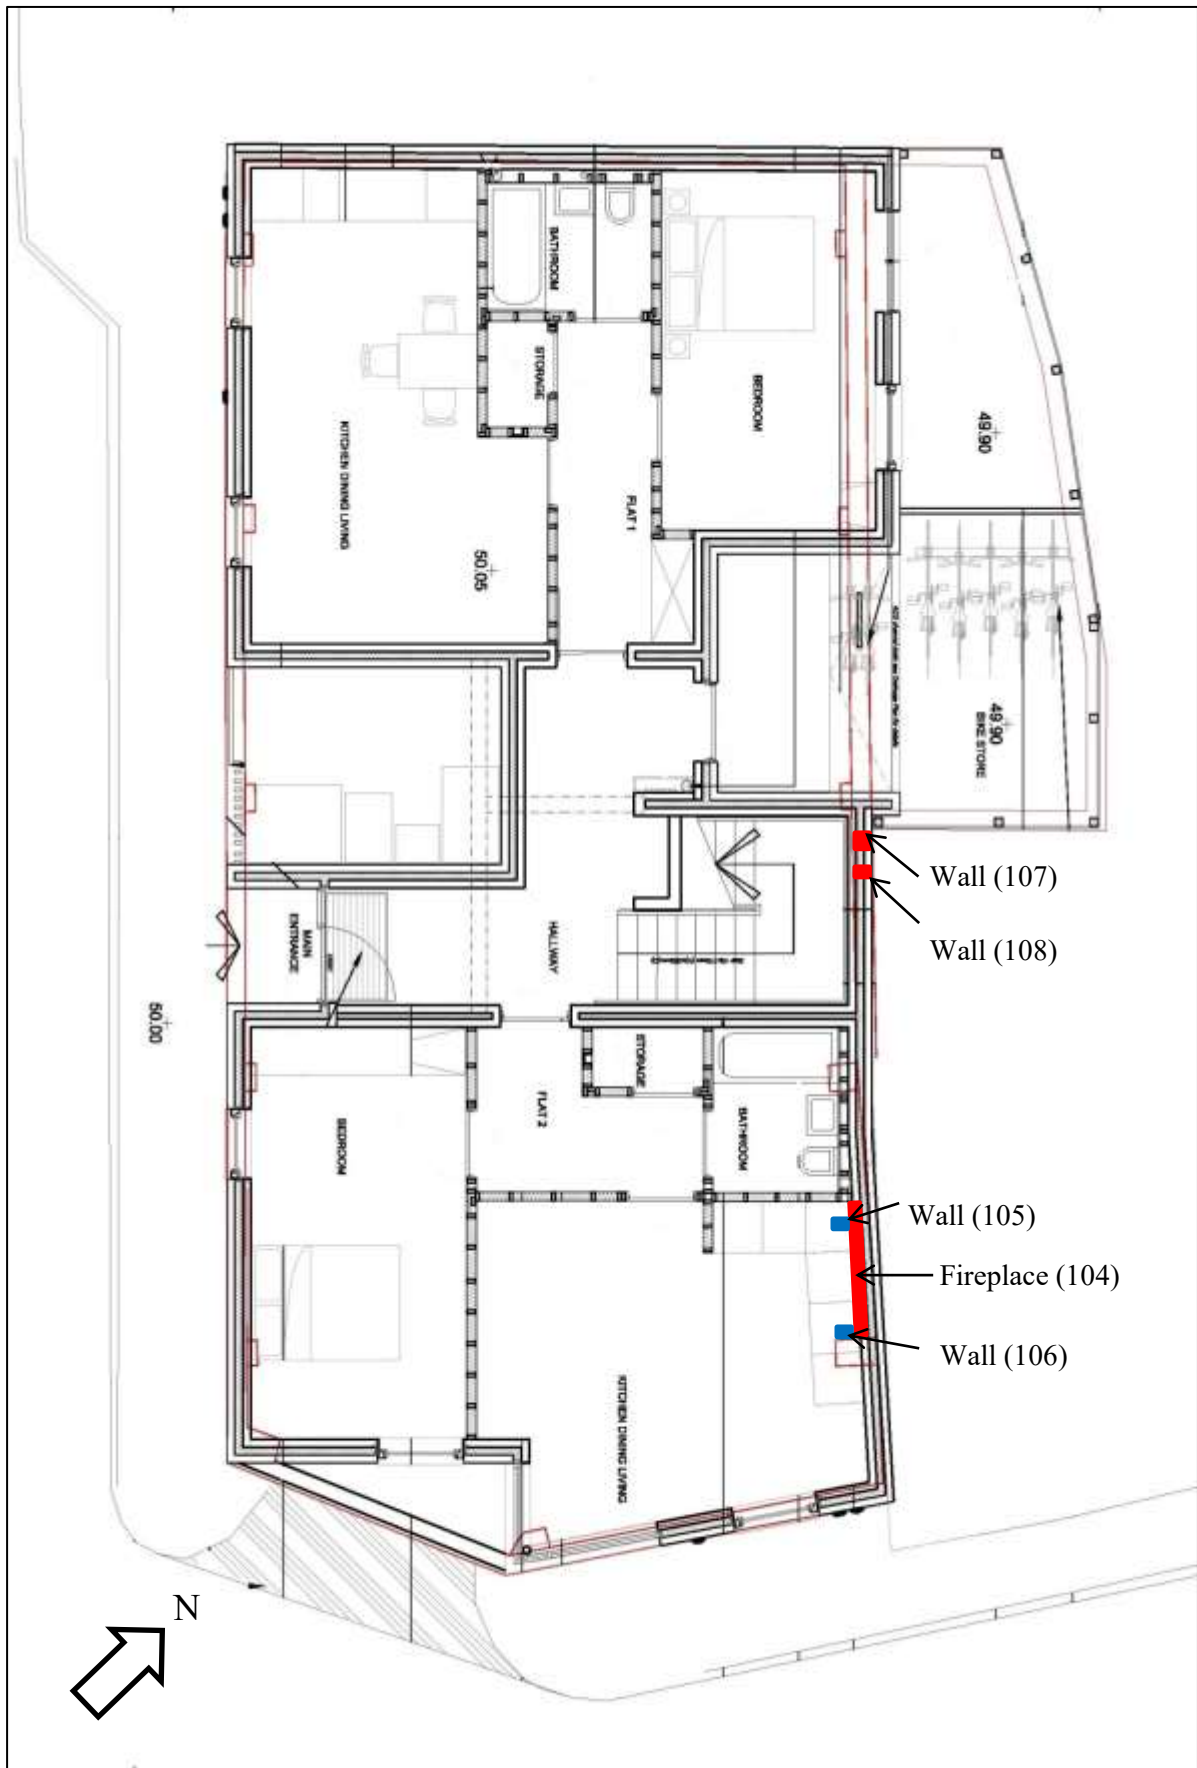 BATHROOM
STORAGE
BEDROOM
KITCHEN DINING LIVING
FLAT 1
50.05
49.90
49.90
BIKE STORE
Wall (107)
Wall (108)
HALLWAY
MAIN
ENTRANCE
50.00
STORAGE
FLAT 2
BATHROOM
BEDROOM
Wall (105)
Fireplace (104)
Wall (106)
KITCHEN DINING LIVING
N